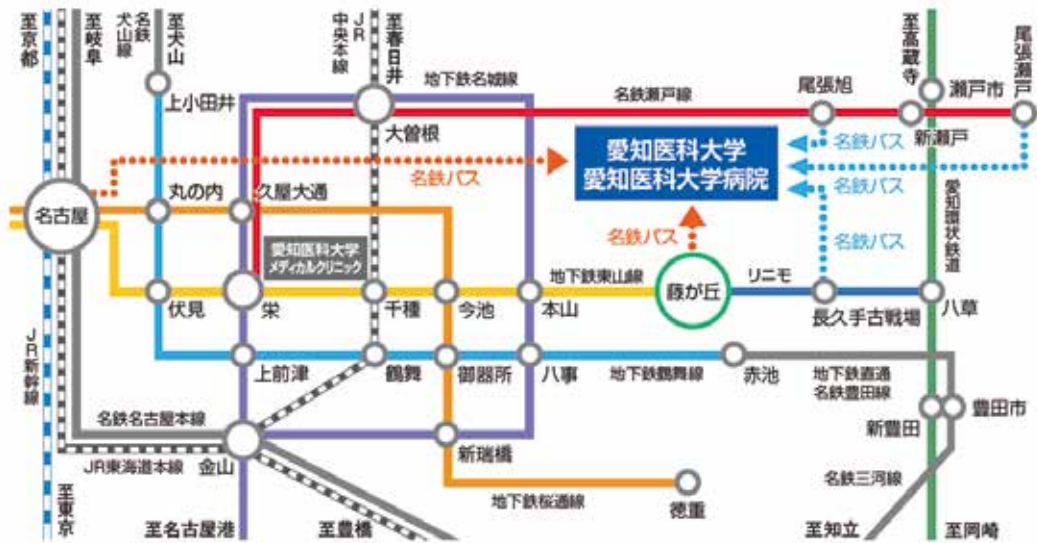 至京都
至岐阜
名鉄
犬山線
至犬山
JR
中央本線
至春日井
至高蔵寺
尾張瀬戸
上小田井
地下鉄名城線
大曽根
名鉄瀬戸線
尾張旭
瀬戸市
新瀬戸
愛知医科大学
愛知医科大学病院
名鉄バス
名鉄バス
名鉄バス
名古屋
丸の内
久屋大通
名鉄バス
名鉄バス
愛知環状鉄道
愛知医科大学
メディカルクリニック
地下鉄東山線
藤が丘
リニモ
伏見
栄
千種
今池
本山
長久手古戦場
八草
JR新幹線
上前津
鶴舞
御器所
八事
地下鉄鶴舞線
赤池
地下鉄直通
名鉄豊田線
名鉄名古屋本線
新豊田
豊田市
JR東海道本線
金山
新瑞橋
名鉄三河線
至東京
地下鉄桜通線
徳重
至名古屋港
至豊橋
至知立
至岡崎